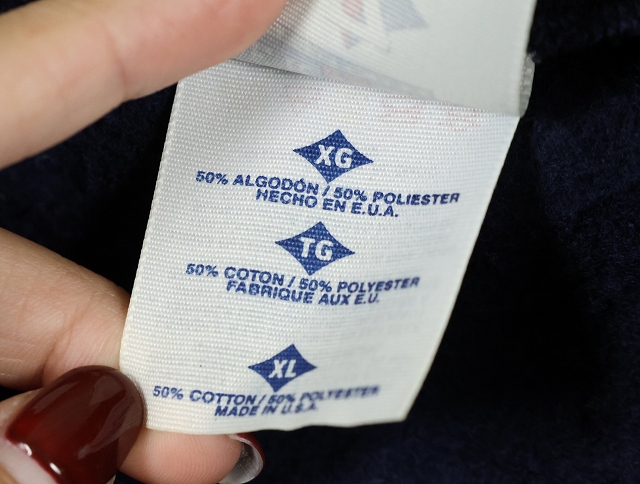 XG
50% ALGODÓN / 50% POLIESTER
HECHO EN E.U.A.
TG
50% COTON / 50% POLYESTER
FABRIQUE AUX E.U.
XL
50% COTTON / 50% POLYESTER
MADE IN U.S.A.